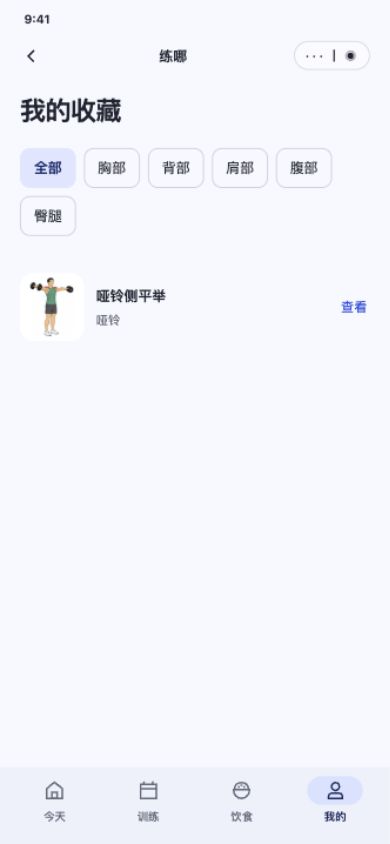 9:41
练哪
我的收藏
全部 胸部 背部 肩部 腹部
臀腿
哑铃侧平举
哑铃
查看
今天 训练 饮食 我的